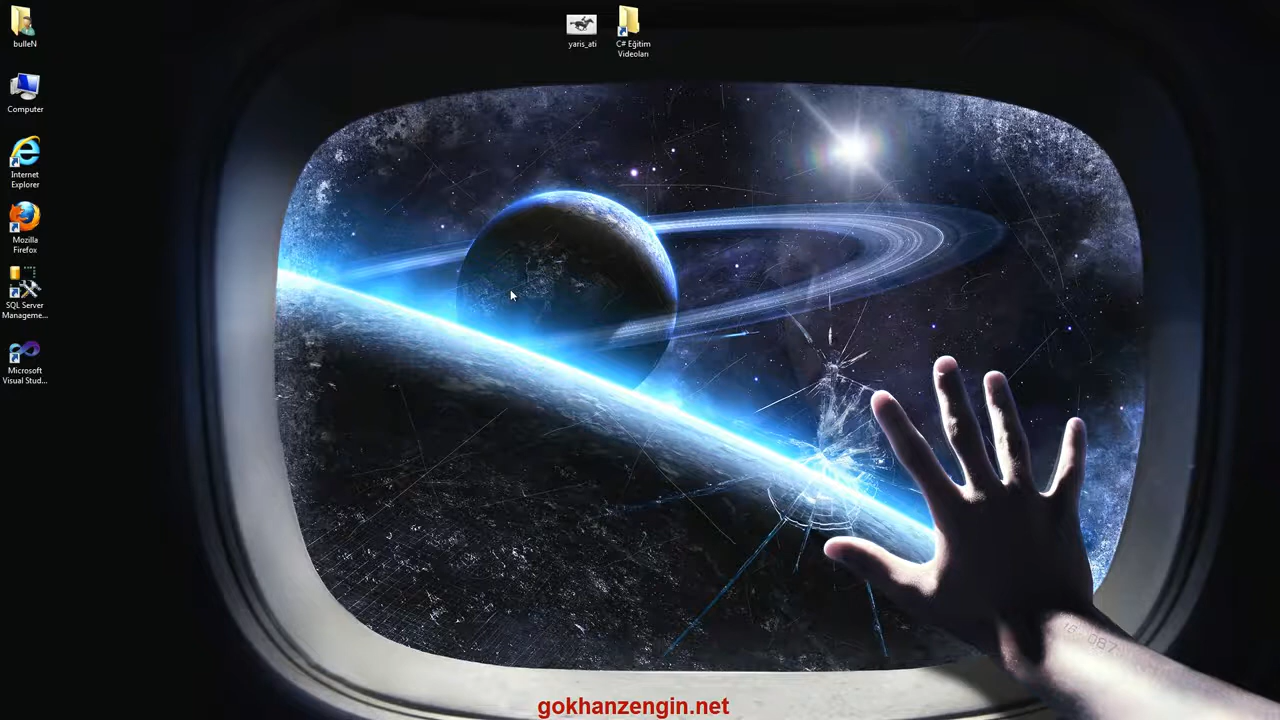 bulleN
Computer
Internet
Explorer
Mozilla
Firefox
SQL Server
Manageme...
Microsoft
Visual Stud...
yaris_ati
C# Eğitim
Videoları
gokhanzengin.net